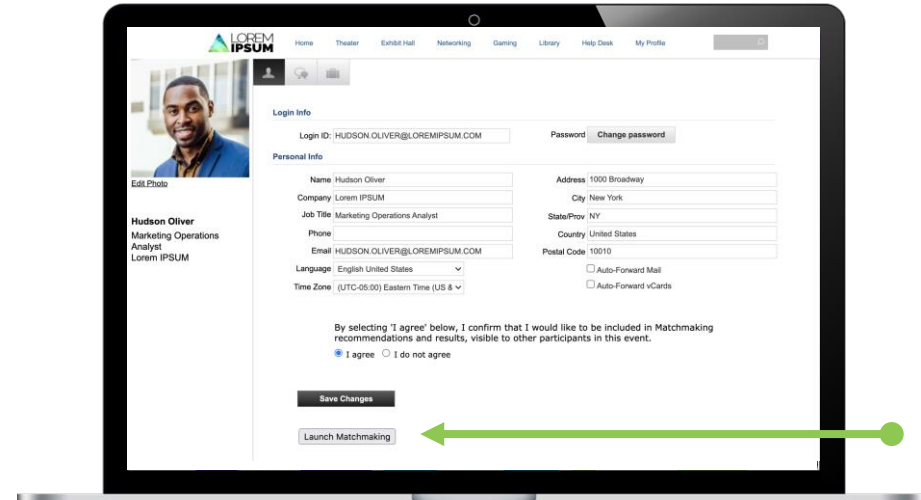 LOREM
IPSUM
Home Theater Exhibit Hall Networking Gaming Library Help Desk My Profile
Edit Photo
Hudson Oliver
Marketing Operations
Analyst
Lorem IPSUM
Login Info
Login ID: HUDSON.OLIVER@LOREMIPSUM.COM Password Change password
Personal Info
Name Hudson Oliver Address 1000 Broadway
Company Lorem IPSUM City New York
Job Title Marketing Operations Analyst State/Prov NY
Phone Country United States
Email HUDSON.OLIVER@LOREMIPSUM.COM Postal Code 10010
Language English United States Auto-Forward Mail
Time Zone (UTC-05:00) Eastern Time (US & Auto-Forward vCards
By selecting 'I agree' below, I confirm that I would like to be included in Matchmaking
recommendations and results, visible to other participants in this event.
I agree I do not agree
Save Changes
Launch Matchmaking